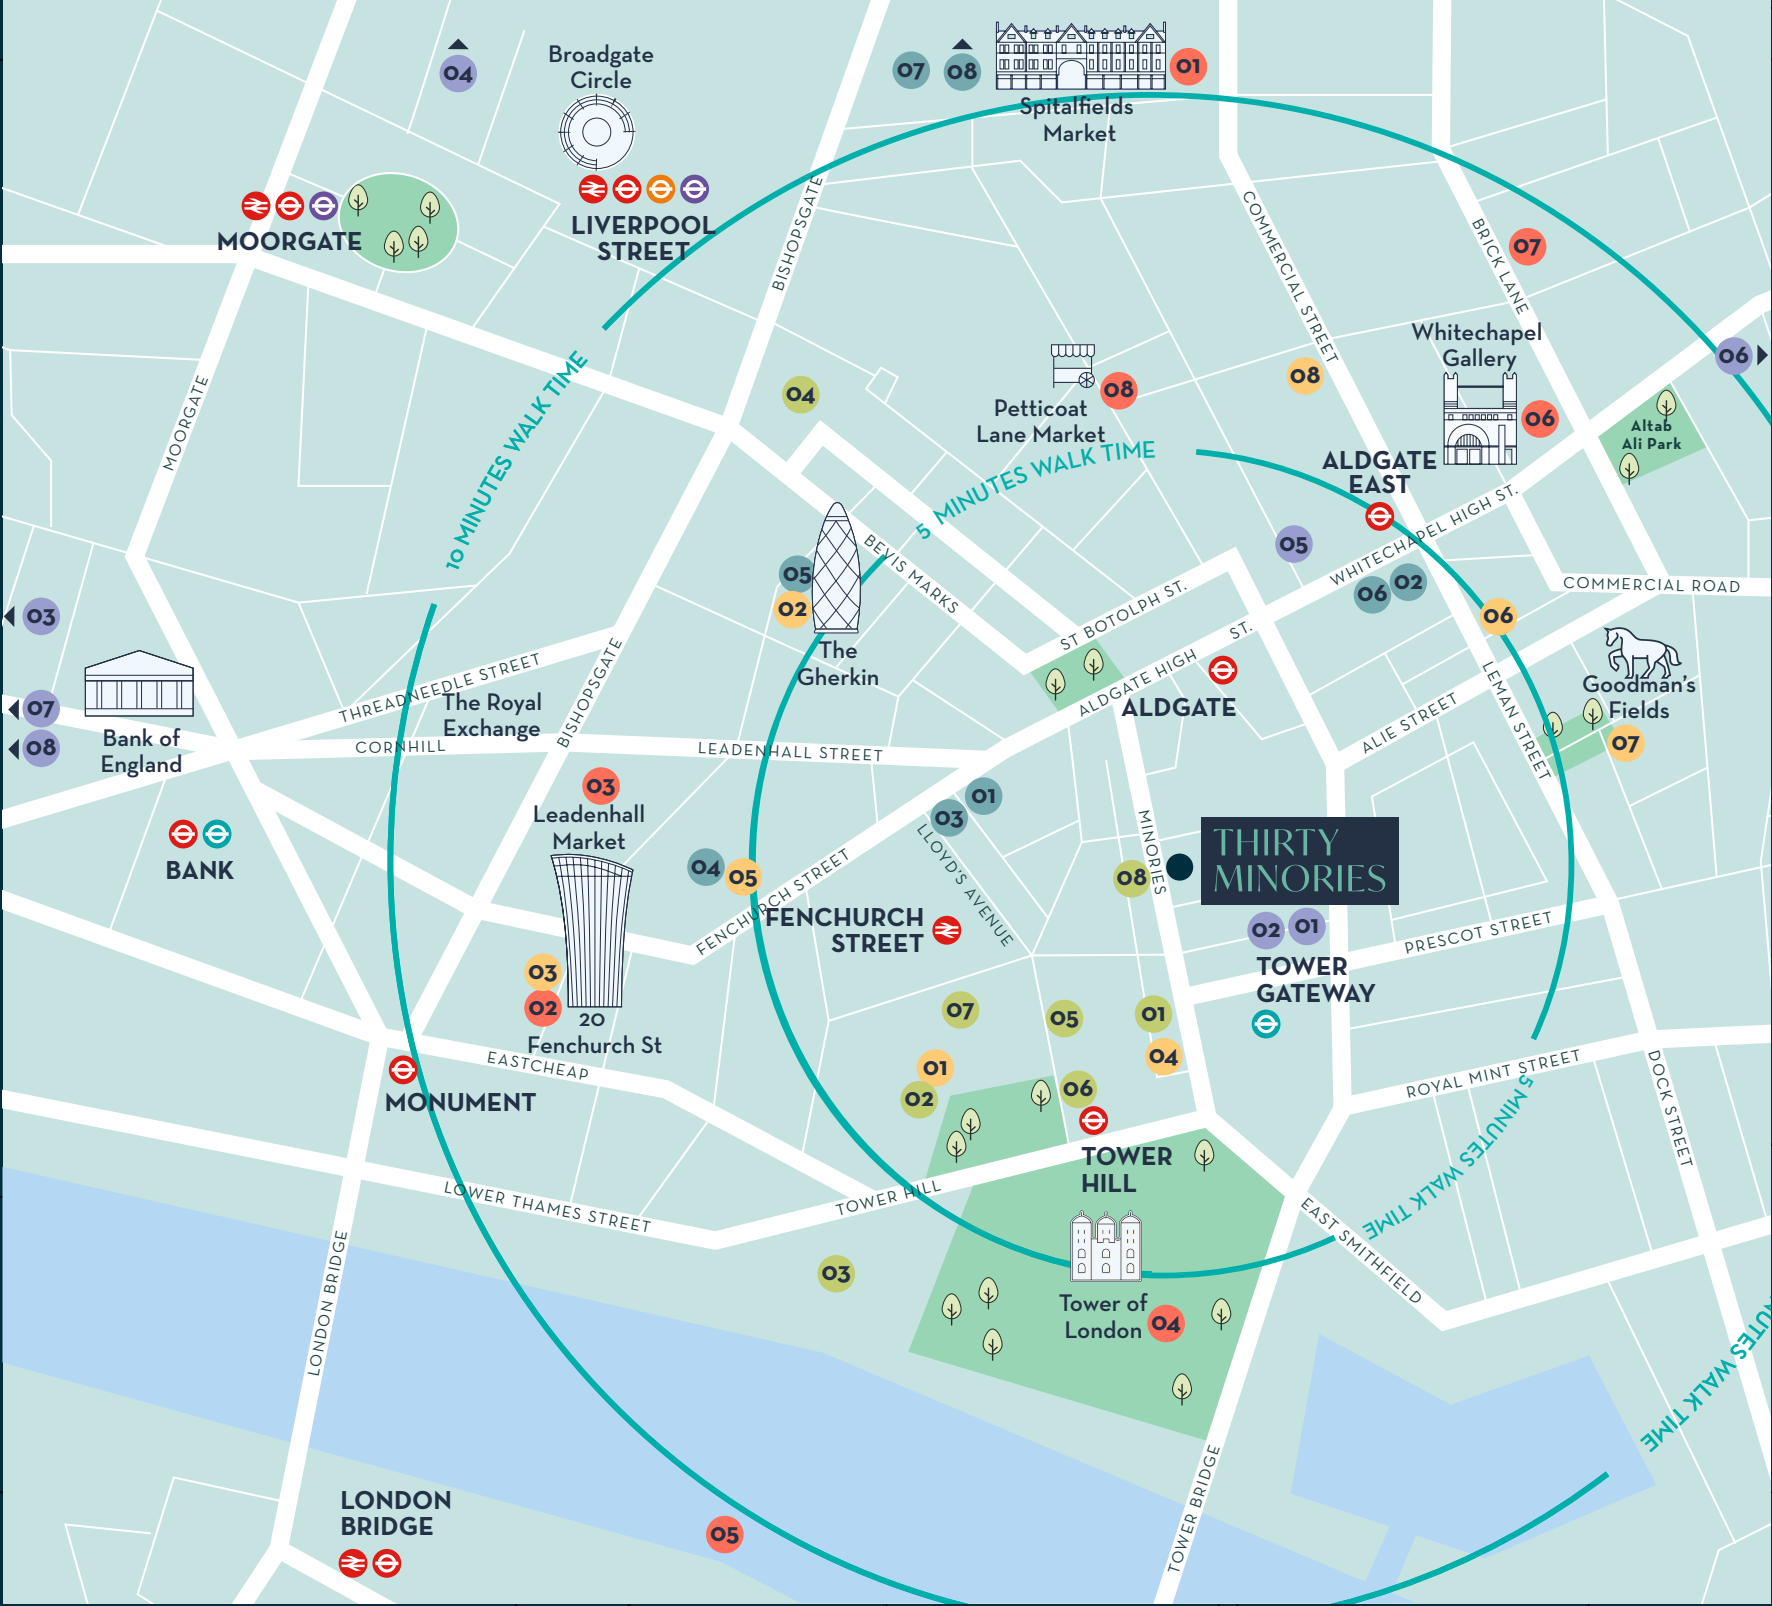 04
Broadgate
Circle
07
08
01
Spitalfields
Market
MOORGATE
LIVERPOOL
STREET
BISHOPSGATE
COMMERCIAL STREET
BRICK LANE
07
10 MINUTES WALK TIME
MOORGATE
04
Petticoat
Lane Market
08
08
Whitechapel
Gallery
06
06
Altab
Ali Park
5 MINUTES WALK TIME
ALDGATE
EAST
WHITECHAPEL HIGH ST.
BEVIS MARKS
05
05
02
The
Gherkin
06
02
COMMERCIAL ROAD
03
ST BOTOLPH ST.
06
ALDGATE HIGH ST.
ALDGATE
LEMAN STREET
Goodman's
Fields
07
ALIE STREET
07
08
Bank of
England
THREADNEEDLE STREET
The Royal
Exchange
BISHOPSGATE
CORNHILL
LEADENHALL STREET
03
Leadenhall
Market
BANK
04
05
FENCHURCH STREET
03
01
LLOYD'S AVENUE
MINORIES
08
THIRTY
MINORIES
FENCHURCH
STREET
02
01
PRESCOT STREET
TOWER
GATEWAY
03
02
20
Fenchurch St
07
05
01
04
01
02
06
MONUMENT
EASTCHEAP
ROYAL MINT STREET
DOCK STREET
5 MINUTES WALK TIME
TOWER
HILL
TOWER HILL
LOWER THAMES STREET
EAST SMITHFIELD
LONDON BRIDGE
03
Tower of
London
04
NUTES WALK TIME
TOWER BRIDGE
LONDON
BRIDGE
05